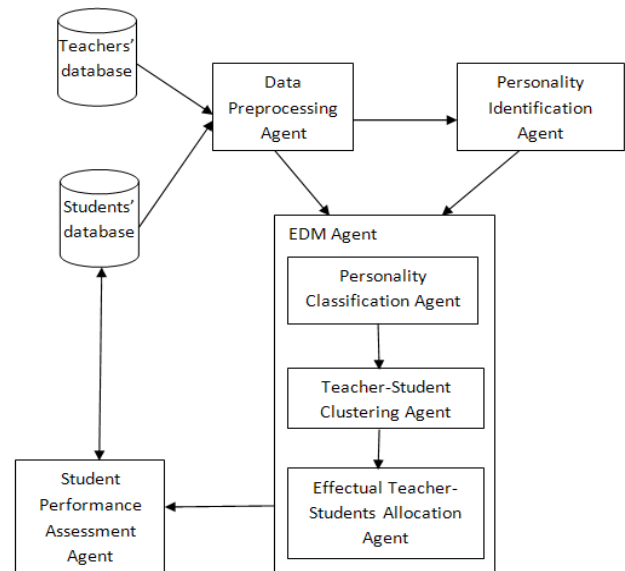 Teachers'
database
Data
Preprocessing
Agent
Personality
Identification
Agent
Students'
database
EDM Agent
Personality
Classification Agent
Teacher-Student
Clustering Agent
Effectual Teacher-
Students Allocation
Agent
Student
Performance
Assessment
Agent